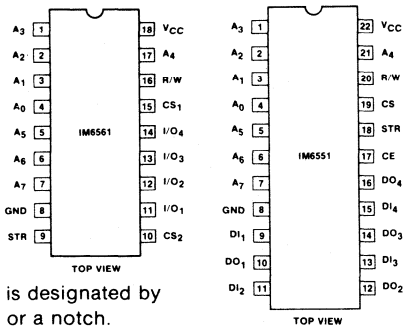 A3 1 18 VCC
A2 2 17 A4
A1 3 16 R/W
A0 4 15 CS1
A5 5 IM6561 14 I/O4
A6 6 13 I/O3
A7 7 12 I/O2
GND 8 11 I/O1
STR 9 10 CS2
TOP VIEW
is designated by
or a notch.
A3 1 22 VCC
A2 2 21 A4
A1 3 20 R/W
A0 4 19 CS
A5 5 18 STR
A6 6 IM6551 17 CE
A7 7 16 DO4
GND 8 15 DI4
DI1 9 14 DO3
DO1 10 13 DI3
DI2 11 12 DO2
TOP VIEW